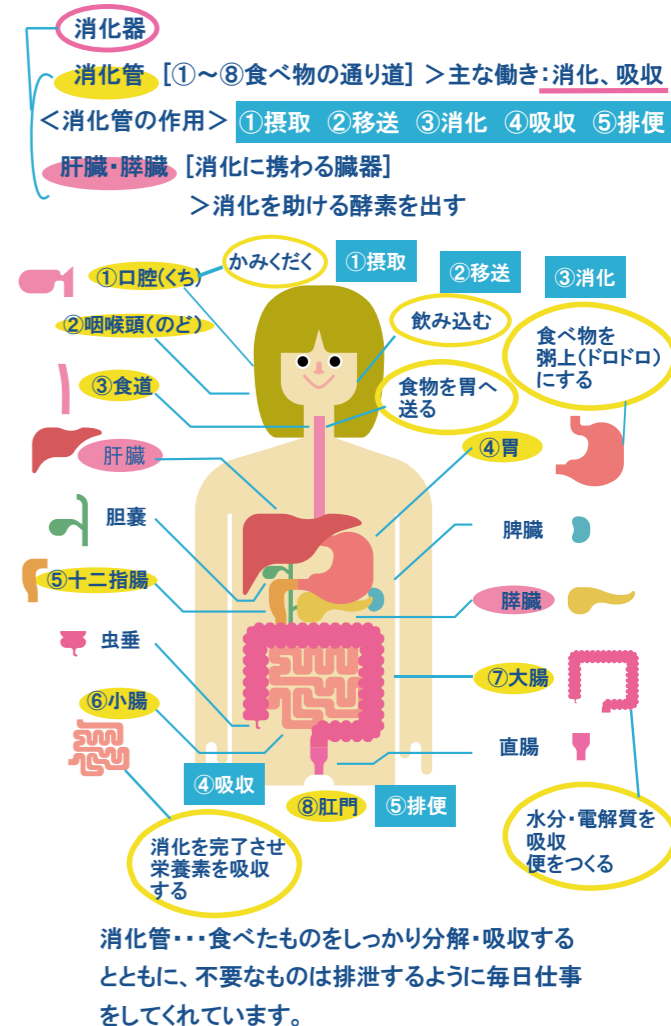 消化器
消化管 [①〜⑧食べ物の通り道] ＞主な働き:消化、吸収
＜消化管の作用＞ ①摂取 ②移送 ③消化 ④吸収 ⑤排便
肝臓・膵臓 [消化に携わる臓器]
＞消化を助ける酵素を出す
①口腔(くち)
かみくだく
①摂取
②移送
③消化
②咽喉頭(のど)
飲み込む
食べ物を
粥上(ドロドロ)
にする
③食道
食物を胃へ
送る
④胃
肝臓
胆嚢
脾臓
⑤十二指腸
膵臓
虫垂
⑦大腸
⑥小腸
直腸
④吸収
⑧肛門
⑤排便
消化を完了させ
栄養素を吸収
する
水分・電解質を
吸収
便をつくる
消化管・・・食べたものをしっかり分解・吸収する
とともに、不要なものは排泄するように毎日仕事
をしてくれています。